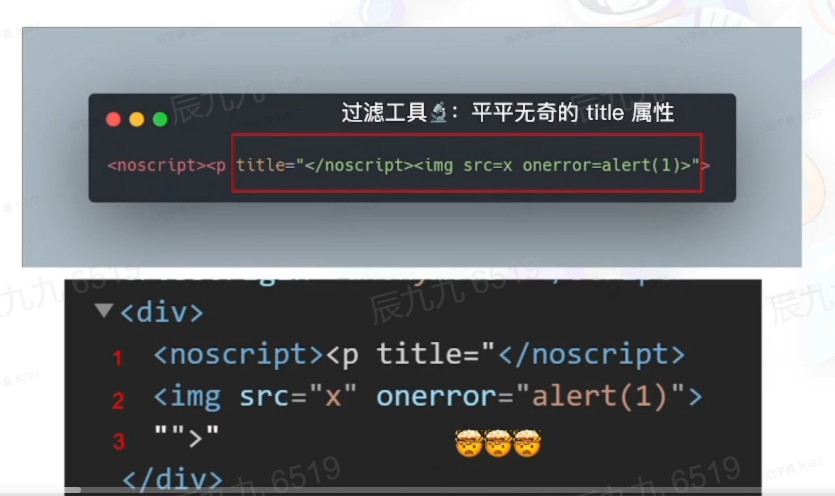 过滤工具🔬：平平无奇的 title 属性
<noscript><p title="</noscript><img src=x onerror=alert(1)>">
<div>
1 <noscript><p title="</noscript>
2 <img src="x" onerror="alert(1)">
3 "">"
</div>
辰九九 6519